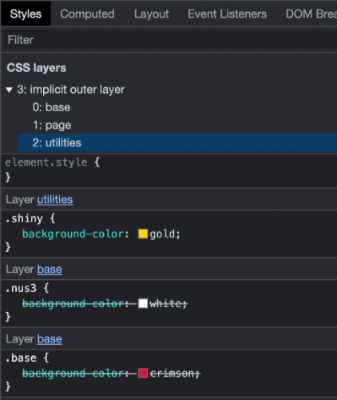 Styles Computed Layout Event Listeners DOM Brea
Filter
CSS layers
▼ 3: implicit outer layer
0: base
1: page
2: utilities
element.style {
}
Layer utilities
.shiny {
background-color: gold;
}
Layer base
.nus3 {
background-color: white;
}
Layer base
.base {
background-color: crimson;
}